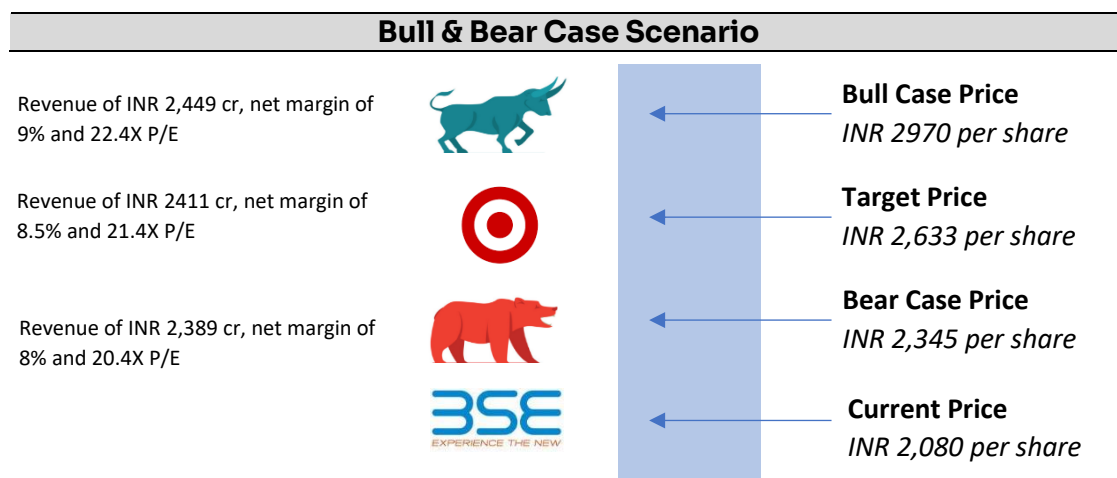 Bull & Bear Case Scenario
Revenue of INR 2,449 cr, net margin of
9% and 22.4X P/E
Bull Case Price
INR 2970 per share
Revenue of INR 2411 cr, net margin of
8.5% and 21.4X P/E
Target Price
INR 2,633 per share
Revenue of INR 2,389 cr, net margin of
8% and 20.4X P/E
Bear Case Price
INR 2,345 per share
BSE
EXPERIENCE THE NEW
Current Price
INR 2,080 per share